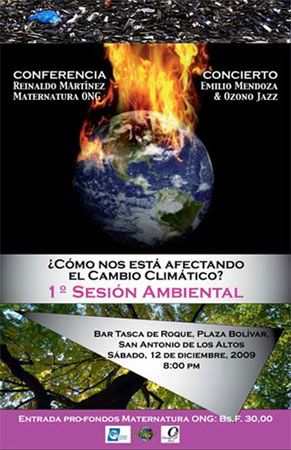 CONFERENCIA
REINALDO MÁRTÍNEZ
MATERNATURA ONG
CONCIERTO
EMILIO MENDOZA
& OZONO JAZZ
¿CÓMO NOS ESTÁ AFECTANDO
EL CAMBIO CLIMÁTICO?
1º SESIÓN AMBIENTAL
BAR TASCA DE ROQUE, PLAZA BOLÍVAR,
SAN ANTONIO DE LOS ALTOS
SÁBADO, 12 DE DICIEMBRE, 2009
8:00 PM
ENTRADA PRO-FONDOS MATERNATURA ONG: BS.F. 30,00